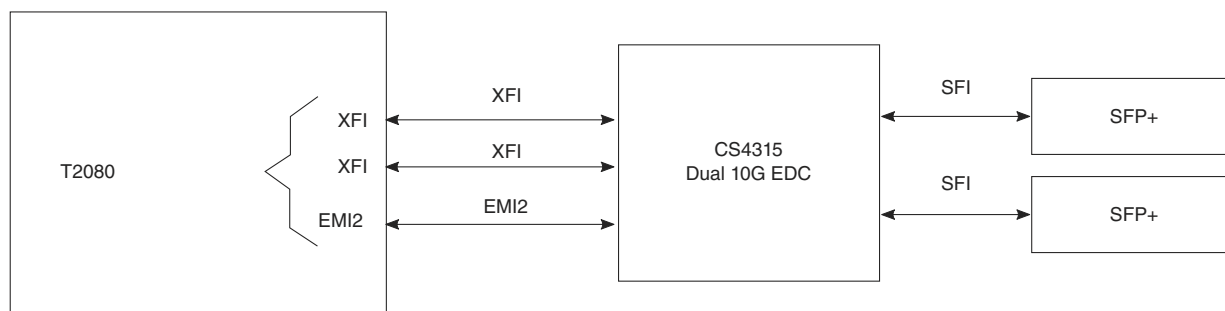 T2080
XFI
XFI
EMI2
XFI
XFI
EMI2
CS4315
Dual 10G EDC
SFI
SFI
SFP+
SFP+